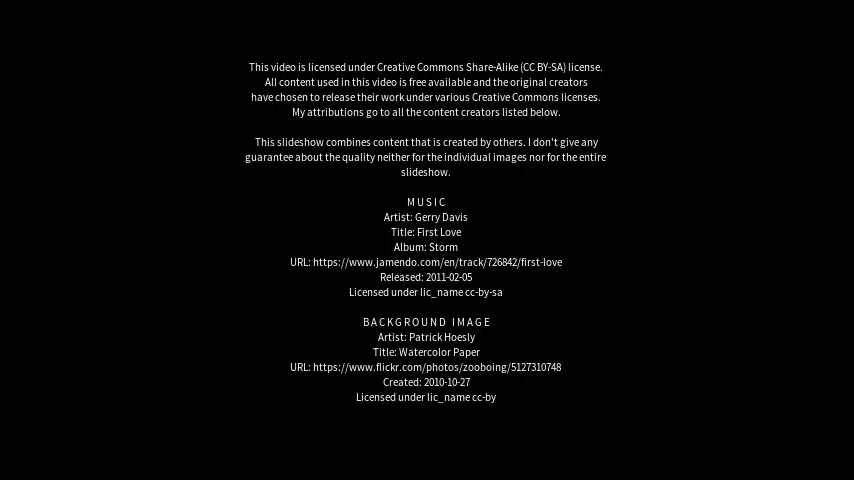 This video is licensed under Creative Commons Share-Alike (CC BY-SA) license.
All content used in this video is free available and the original creators
have chosen to release their work under various Creative Commons licenses.
My attributions go to all the content creators listed below.
This slideshow combines content that is created by others. I don't give any
guarantee about the quality neither for the individual images nor for the entire
slideshow.
MUSIC
Artist: Gerry Davis
Title: First Love
Album: Storm
URL: https://www.jamendo.com/en/track/726842/first-love
Released: 2011-02-05
Licensed under lic_name cc-by-sa
BACKGROUND IMAGE
Artist: Patrick Hoesly
Title: Watercolor Paper
URL: https://www.flickr.com/photos/zooboing/5127310748
Created: 2010-10-27
Licensed under lic_name cc-by